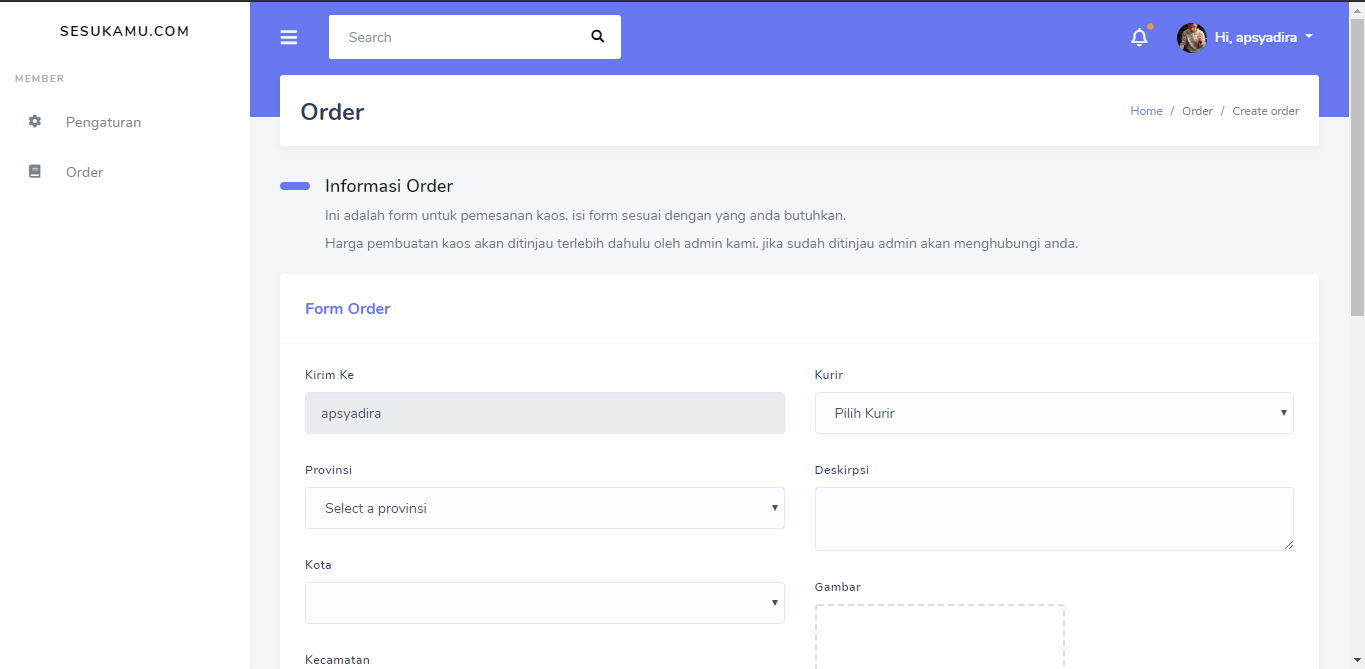 SESUKAMU.COM
MEMBER
Pengaturan
Order
Search
Hi, apsyadira
Order
Home / Order / Create order
Informasi Order
Ini adalah form untuk pemesanan kaos. isi form sesuai dengan yang anda butuhkan.
Harga pembuatan kaos akan ditinjau terlebih dahulu oleh admin kami. jika sudah ditinjau admin akan menghubungi anda.
Form Order
Kirim Ke
apsyadira
Provinsi
Select a provinsi
Kota
Kecamatan
Kurir
Pilih Kurir
Deskirpsi
Gambar